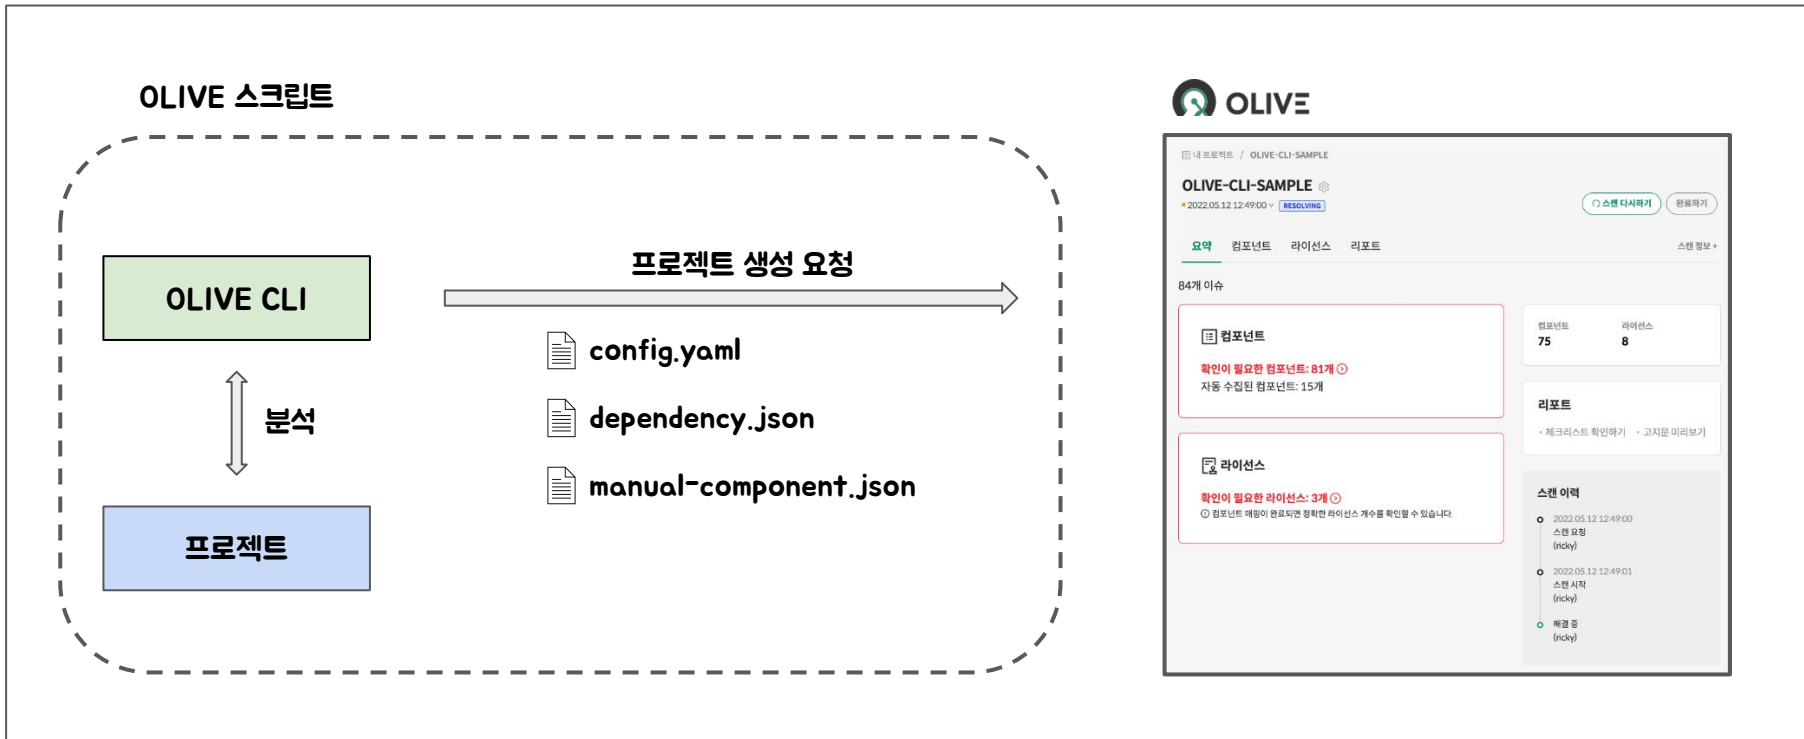 OLIVE 스크립트
OLIVE CLI
분석
프로젝트
프로젝트 생성 요청
config.yaml
dependency.json
manual-component.json
OLIVE
내 프로젝트 / OLIVE-CLI-SAMPLE
OLIVE-CLI-SAMPLE
2022.05.12 12:49:00 RESOLVING
스캔 다시하기 완료하기
요약 컴포넌트 라이선스 리포트 스캔 정보 +
84개 이슈
컴포넌트
확인이 필요한 컴포넌트: 81개
자동 수집된 컴포넌트: 15개
라이선스
확인이 필요한 라이선스: 3개
컴포넌트 매핑이 완료되면 정확한 라이선스 개수를 확인할 수 있습니다.
컴포넌트 라이선스
75 8
리포트
· 체크리스트 확인하기 · 고지문 미리보기
스캔 이력
2022.05.12 12:49:00
스캔 요청
(ricky)
2022.05.12 12:49:01
스캔 시작
(ricky)
해결 중
(ricky)